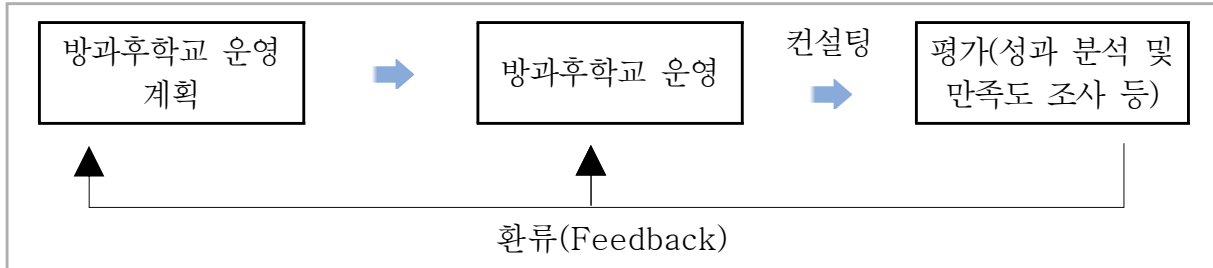 방과후학교 운영
계획
방과후학교 운영
컨설팅
평가(성과 분석 및
만족도 조사 등)
환류(Feedback)